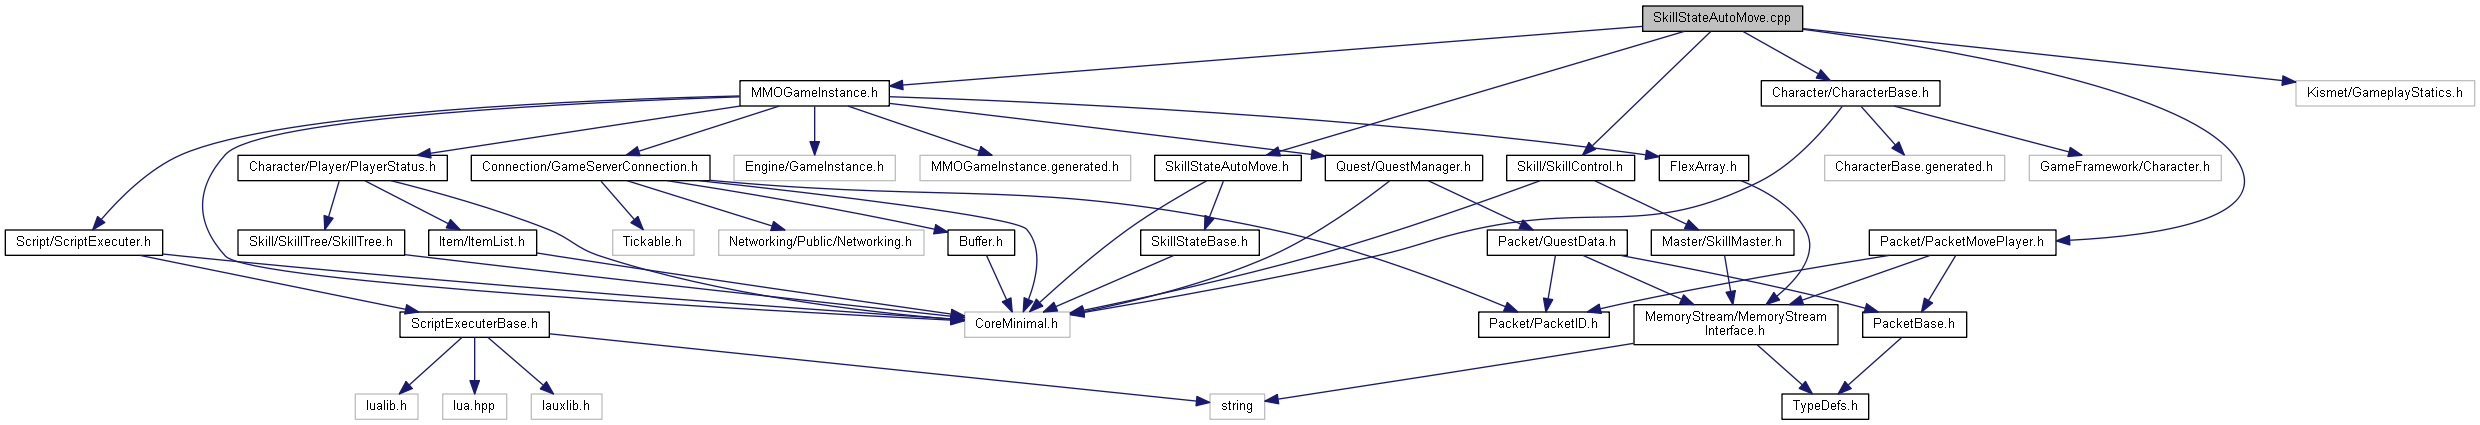 SkillStateAutoMove.cpp
MMOGameInstance.h
Character/CharacterBase.h
Kismet/GameplayStatics.h
Character/Player/PlayerStatus.h
Connection/GameServerConnection.h
Engine/GameInstance.h
MMOGameInstance.generated.h
SkillStateAutoMove.h
Quest/QuestManager.h
Skill/SkillControl.h
FlexArray.h
CharacterBase.generated.h
GameFramework/Character.h
Script/ScriptExecuter.h
Skill/SkillTree/SkillTree.h
Item/ItemList.h
Tickable.h
Networking/Public/Networking.h
Buffer.h
SkillStateBase.h
Packet/QuestData.h
Master/SkillMaster.h
Packet/PacketMovePlayer.h
ScriptExecuterBase.h
CoreMinimal.h
Packet/PacketID.h
MemoryStream/MemoryStream
Interface.h
PacketBase.h
lualib.h
lua.hpp
lauxlib.h
string
TypeDefs.h